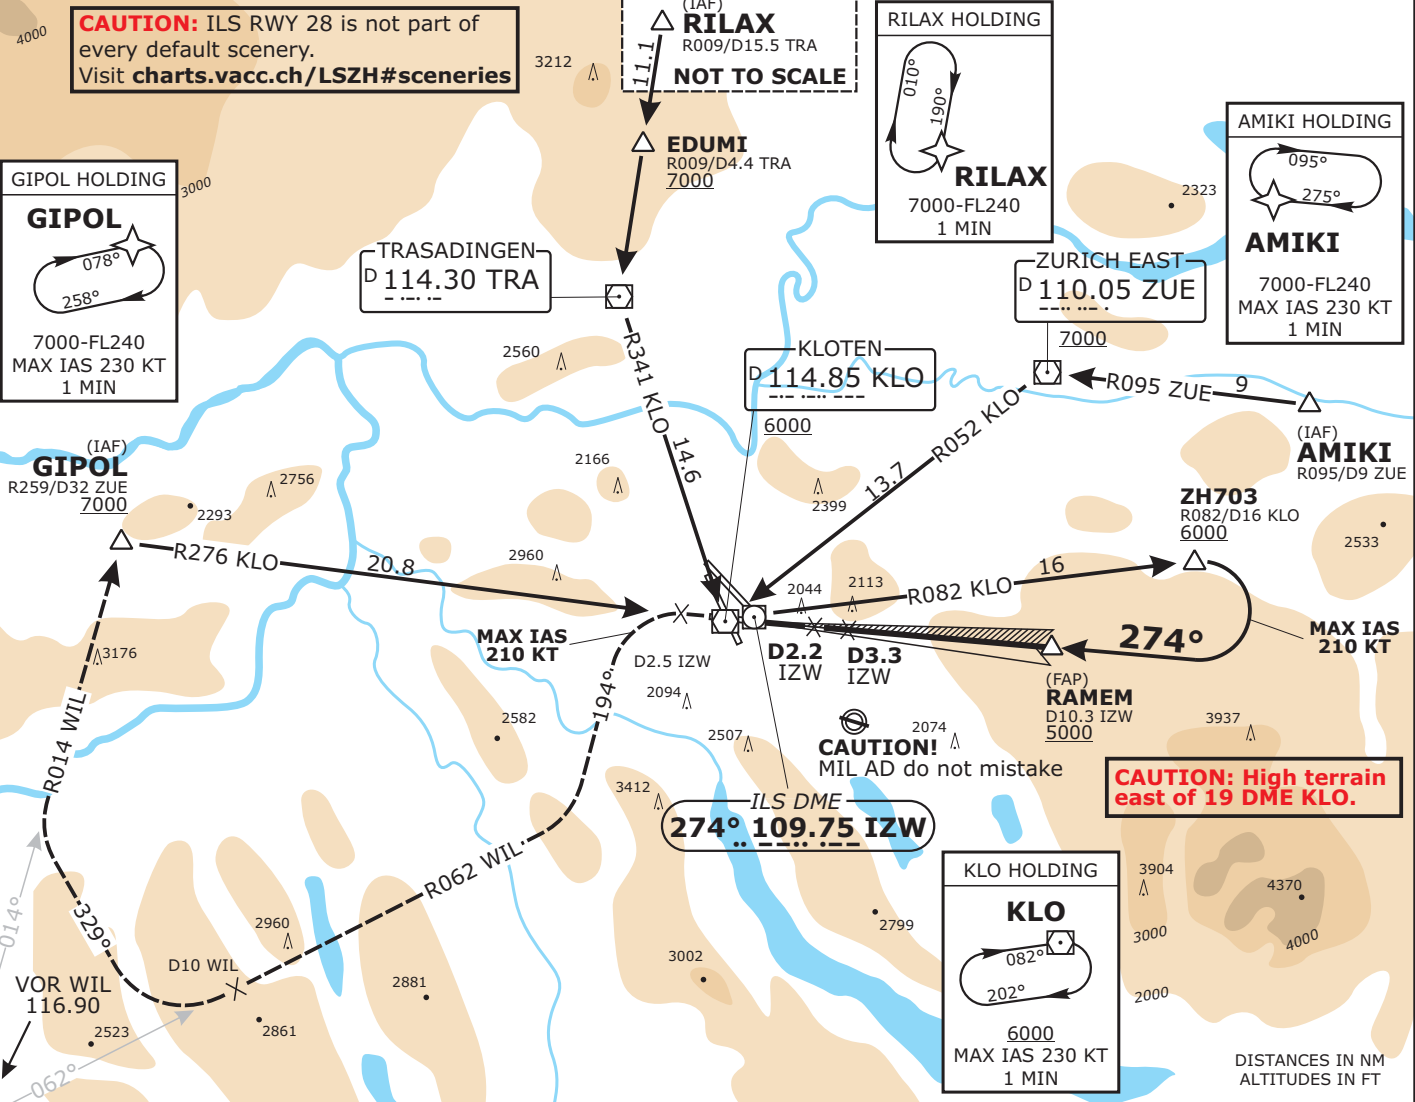 CAUTION: ILS RWY 28 is not part of
every default scenery.
Visit charts.vacc.ch/LSZH#sceneries
4000
3212
(IAF)
RILAX
R009/D15.5 TRA
NOT TO SCALE
11.1
RILAX HOLDING
010°
190°
RILAX
7000-FL240
1 MIN
AMIKI HOLDING
095°
275°
AMIKI
7000-FL240
MAX IAS 230 KT
1 MIN
2323
EDUMI
R009/D4.4 TRA
7000
GIPOL HOLDING
GIPOL
078°
258°
7000-FL240
MAX IAS 230 KT
1 MIN
3000
TRASADINGEN
D 114.30 TRA
ZURICH EAST
D 110.05 ZUE
7000
KLOTEN
D 114.85 KLO
6000
2560
R341 KLO
14.6
R095 ZUE
9
(IAF)
AMIKI
R095/D9 ZUE
R052 KLO
13.7
(IAF)
GIPOL
R259/D32 ZUE
7000
2756
2293
2166
2399
ZH703
R082/D16 KLO
6000
2533
R276 KLO
20.8
2960
2044
2113
R082 KLO
16
MAX IAS
210 KT
D2.5 IZW
D2.2
IZW
D3.3
IZW
274°
MAX IAS
210 KT
(FAP)
RAMEM
D10.3 IZW
5000
3176
2094
194°
R014 WIL
2582
2507
2074
3937
CAUTION!
MIL AD do not mistake
CAUTION: High terrain
east of 19 DME KLO.
3412
ILS DME
274° 109.75 IZW
R062 WIL
KLO HOLDING
KLO
082°
202°
6000
MAX IAS 230 KT
1 MIN
3904
4370
3000
4000
2000
014°
329°
2960
D10 WIL
2799
3002
2881
VOR WIL
116.90
2523
2861
062°
DISTANCES IN NM
ALTITUDES IN FT